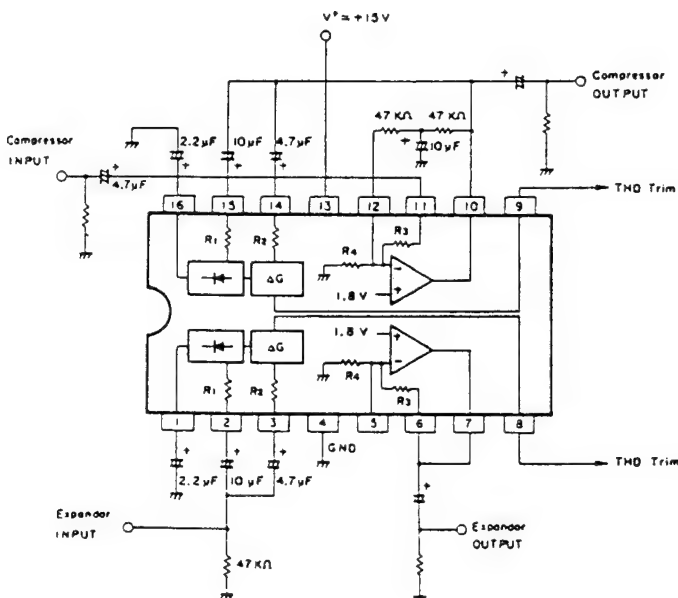 V⁺ ≃ +15V
Compressor
OUTPUT
47 KΩ 47 KΩ
Compressor
INPUT
2.2μF 10μF 4.7μF
10μF
4.7μF
THD Trim
16 15 14 13 12 11 10 9
R1 R2 R4 R3
ΔG
1.8 V
1.8 V
ΔG
R4
R1 R2 R3
1 2 3 4 5 6 7 8
GND
2.2μF 10μF 4.7μF
THD Trim
Expandor
INPUT
Expandor
OUTPUT
47KΩ